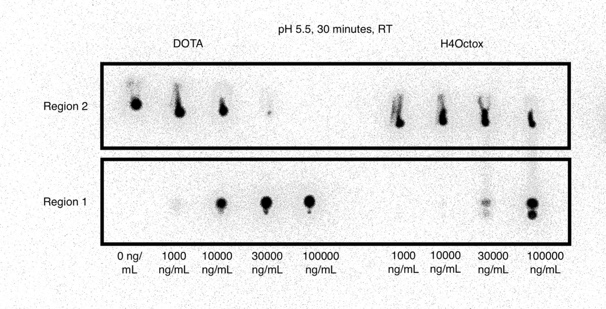 pH 5.5, 30 minutes, RT
DOTA
H4Octox
Region 2
Region 1
0 ng/
mL
1000
ng/mL
10000
ng/mL
30000
ng/mL
100000
ng/mL
1000
ng/mL
10000
ng/mL
30000
ng/mL
100000
ng/mL